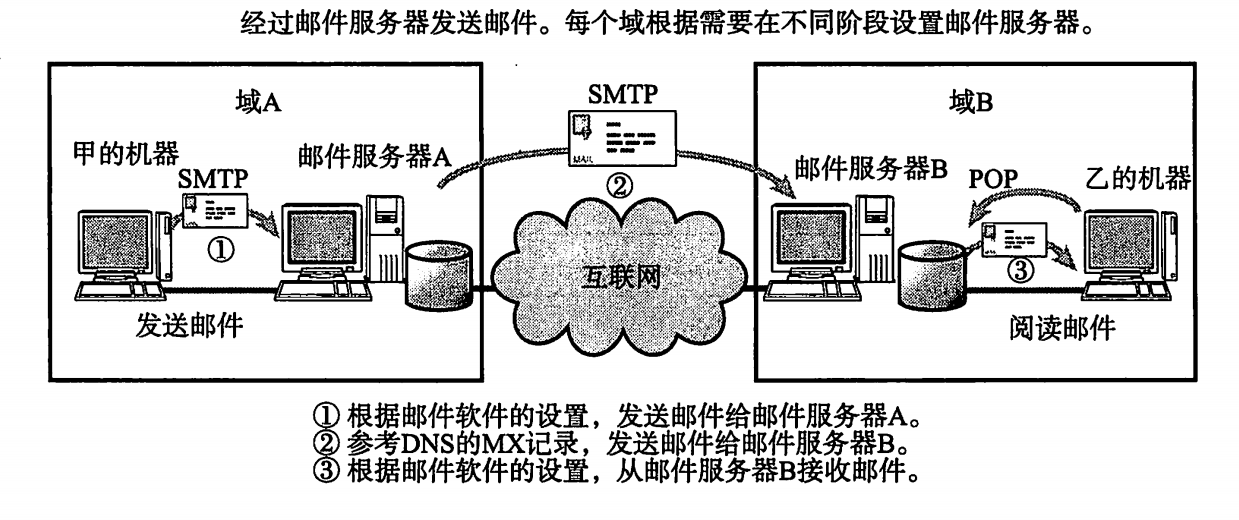 经过邮件服务器发送邮件。每个域根据需要在不同阶段设置邮件服务器。
域A
SMTP
域B
甲的机器
邮件服务器A
MAIL
邮件服务器B
POP
乙的机器
SMTP
②
①
互联网
③
发送邮件
阅读邮件
① 根据邮件软件的设置，发送邮件给邮件服务器A。
② 参考DNS的MX记录，发送邮件给邮件服务器B。
③ 根据邮件软件的设置，从邮件服务器B接收邮件。